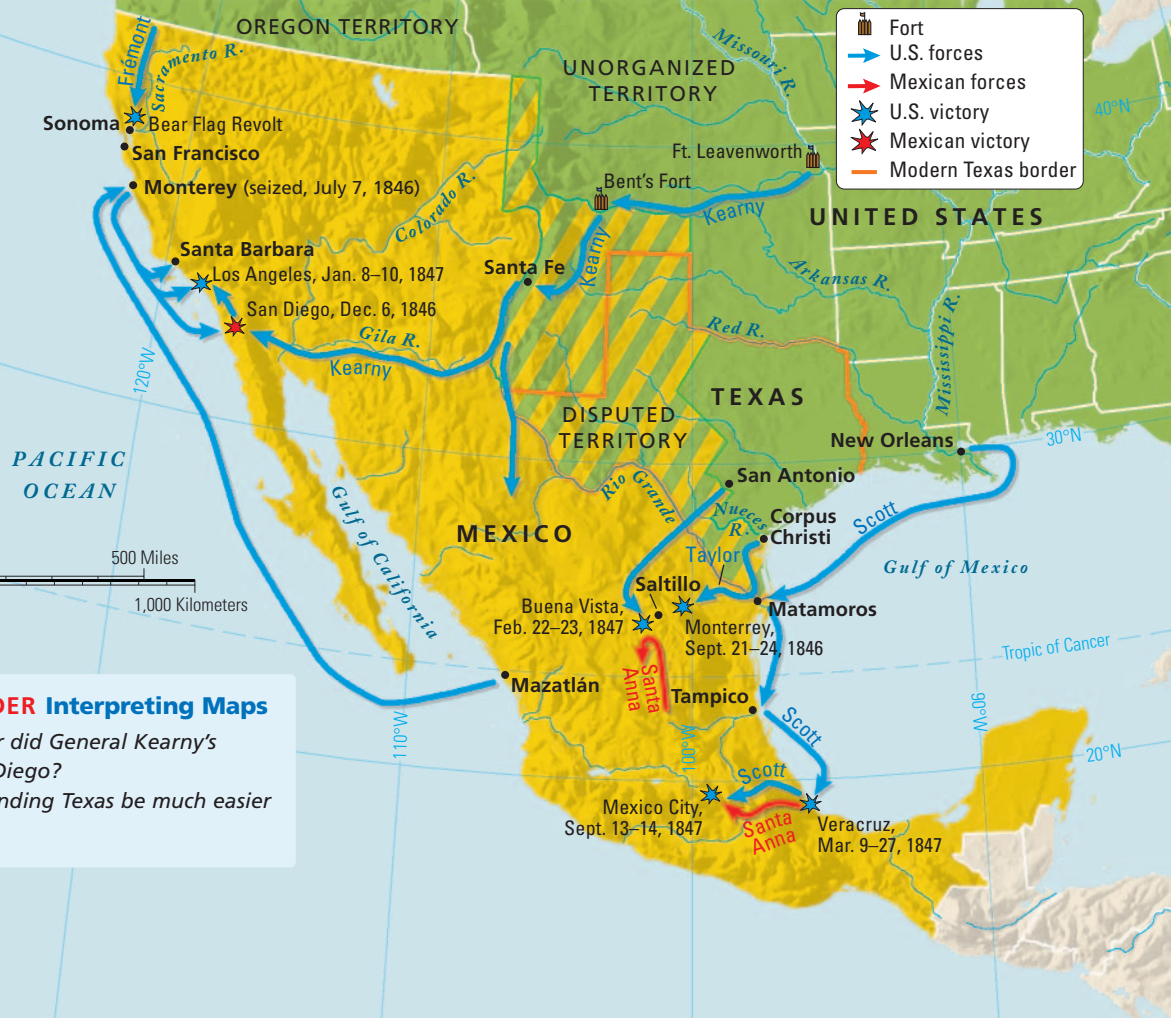 OREGON TERRITORY
Frémont
Sacramento R.
UNORGANIZED
TERRITORY
Missouri R.
Fort
U.S. forces
Mexican forces
U.S. victory
Mexican victory
Modern Texas border
40°N
Sonoma
Bear Flag Revolt
San Francisco
Monterey (seized, July 7, 1846)
Ft. Leavenworth
Bent's Fort
Kearny
UNITED STATES
Colorado R.
Kearny
Santa Barbara
Los Angeles, Jan. 8–10, 1847
Santa Fe
Arkansas R.
San Diego, Dec. 6, 1846
Gila R.
Kearny
Red R.
Mississippi R.
120°W
TEXAS
DISPUTED
TERRITORY
New Orleans
30°N
PACIFIC
OCEAN
San Antonio
Rio Grande
Nueces
R.
Corpus
Christi
Scott
Gulf of California
MEXICO
Taylor
Gulf of Mexico
500 Miles
1,000 Kilometers
Saltillo
Buena Vista,
Feb. 22–23, 1847
Matamoros
Monterrey,
Sept. 21–24, 1846
Tropic of Cancer
Santa
Anna
Mazatlán
Tampico
DER Interpreting Maps
r did General Kearny's
Diego?
nding Texas be much easier
110°W
100°W
90°W
20°N
Scott
Scott
Mexico City,
Sept. 13–14, 1847
Santa
Anna
Veracruz,
Mar. 9–27, 1847